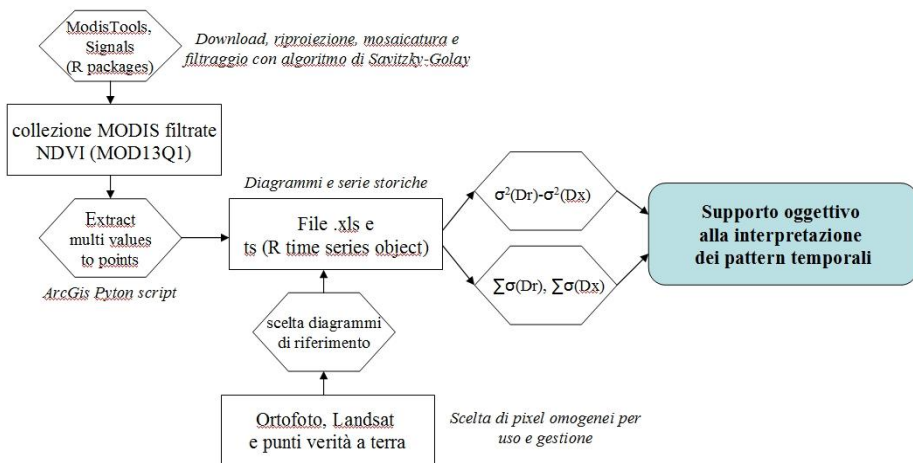 ModisTools,
Signals
(R packages)
Download, riproiezione, mosaicatura e
filtraggio con algoritmo di Savitzky-Golay
collezione MODIS filtrate
NDVI (MOD13Q1)
Extract
multi values
to points
ArcGis Pyton script
Diagrammi e serie storiche
File .xls e
ts (R time series object)
σ²(Dr)-σ²(Dx)
∑σ(Dr), ∑σ(Dx)
Supporto oggettivo
alla interpretazione
dei pattern temporali
scelta diagrammi
di riferimento
Ortofoto, Landsat
e punti verità a terra
Scelta di pixel omogenei per
uso e gestione